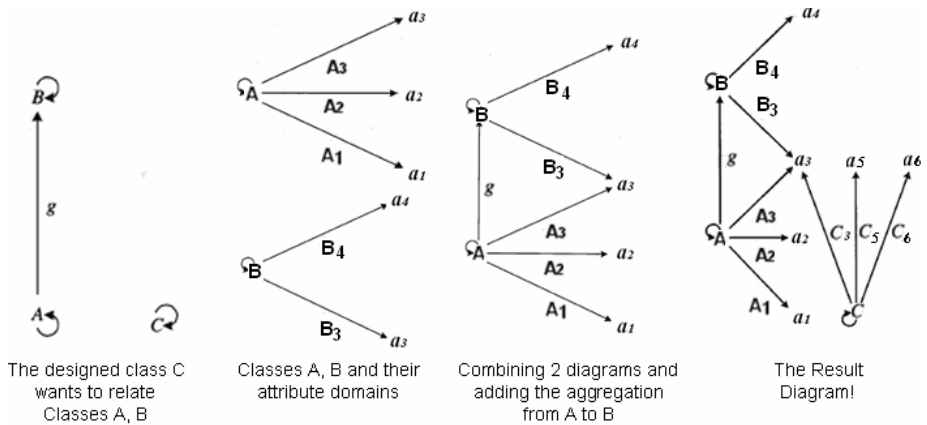 B
g
A
C
The designed class C
wants to relate
Classes A, B
a3
A3
A
A2
a2
A1
a1
a4
B4
B
B3
a3
Classes A, B and their
attribute domains
a4
B4
B
B3
g
a3
A3
A
a2
A2
A1
a1
Combining 2 diagrams and
adding the aggregation
from A to B
a4
B4
B
B3
g
a3 a5 a6
A3
C3 C5 C6
A
a2
A2
A1
a1
C
The Result
Diagram!